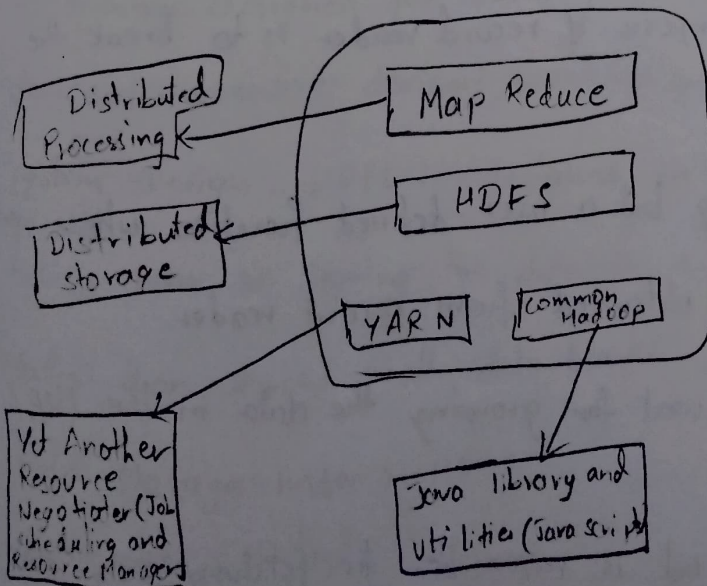 Distributed
Processing
Map Reduce
HDFS
Distributed
storage
YARN
Common
Hadoop
Yet Another
Resource
Negotiater (Job
scheduling and
Resource Manager
Java library and
utilities (Java script)